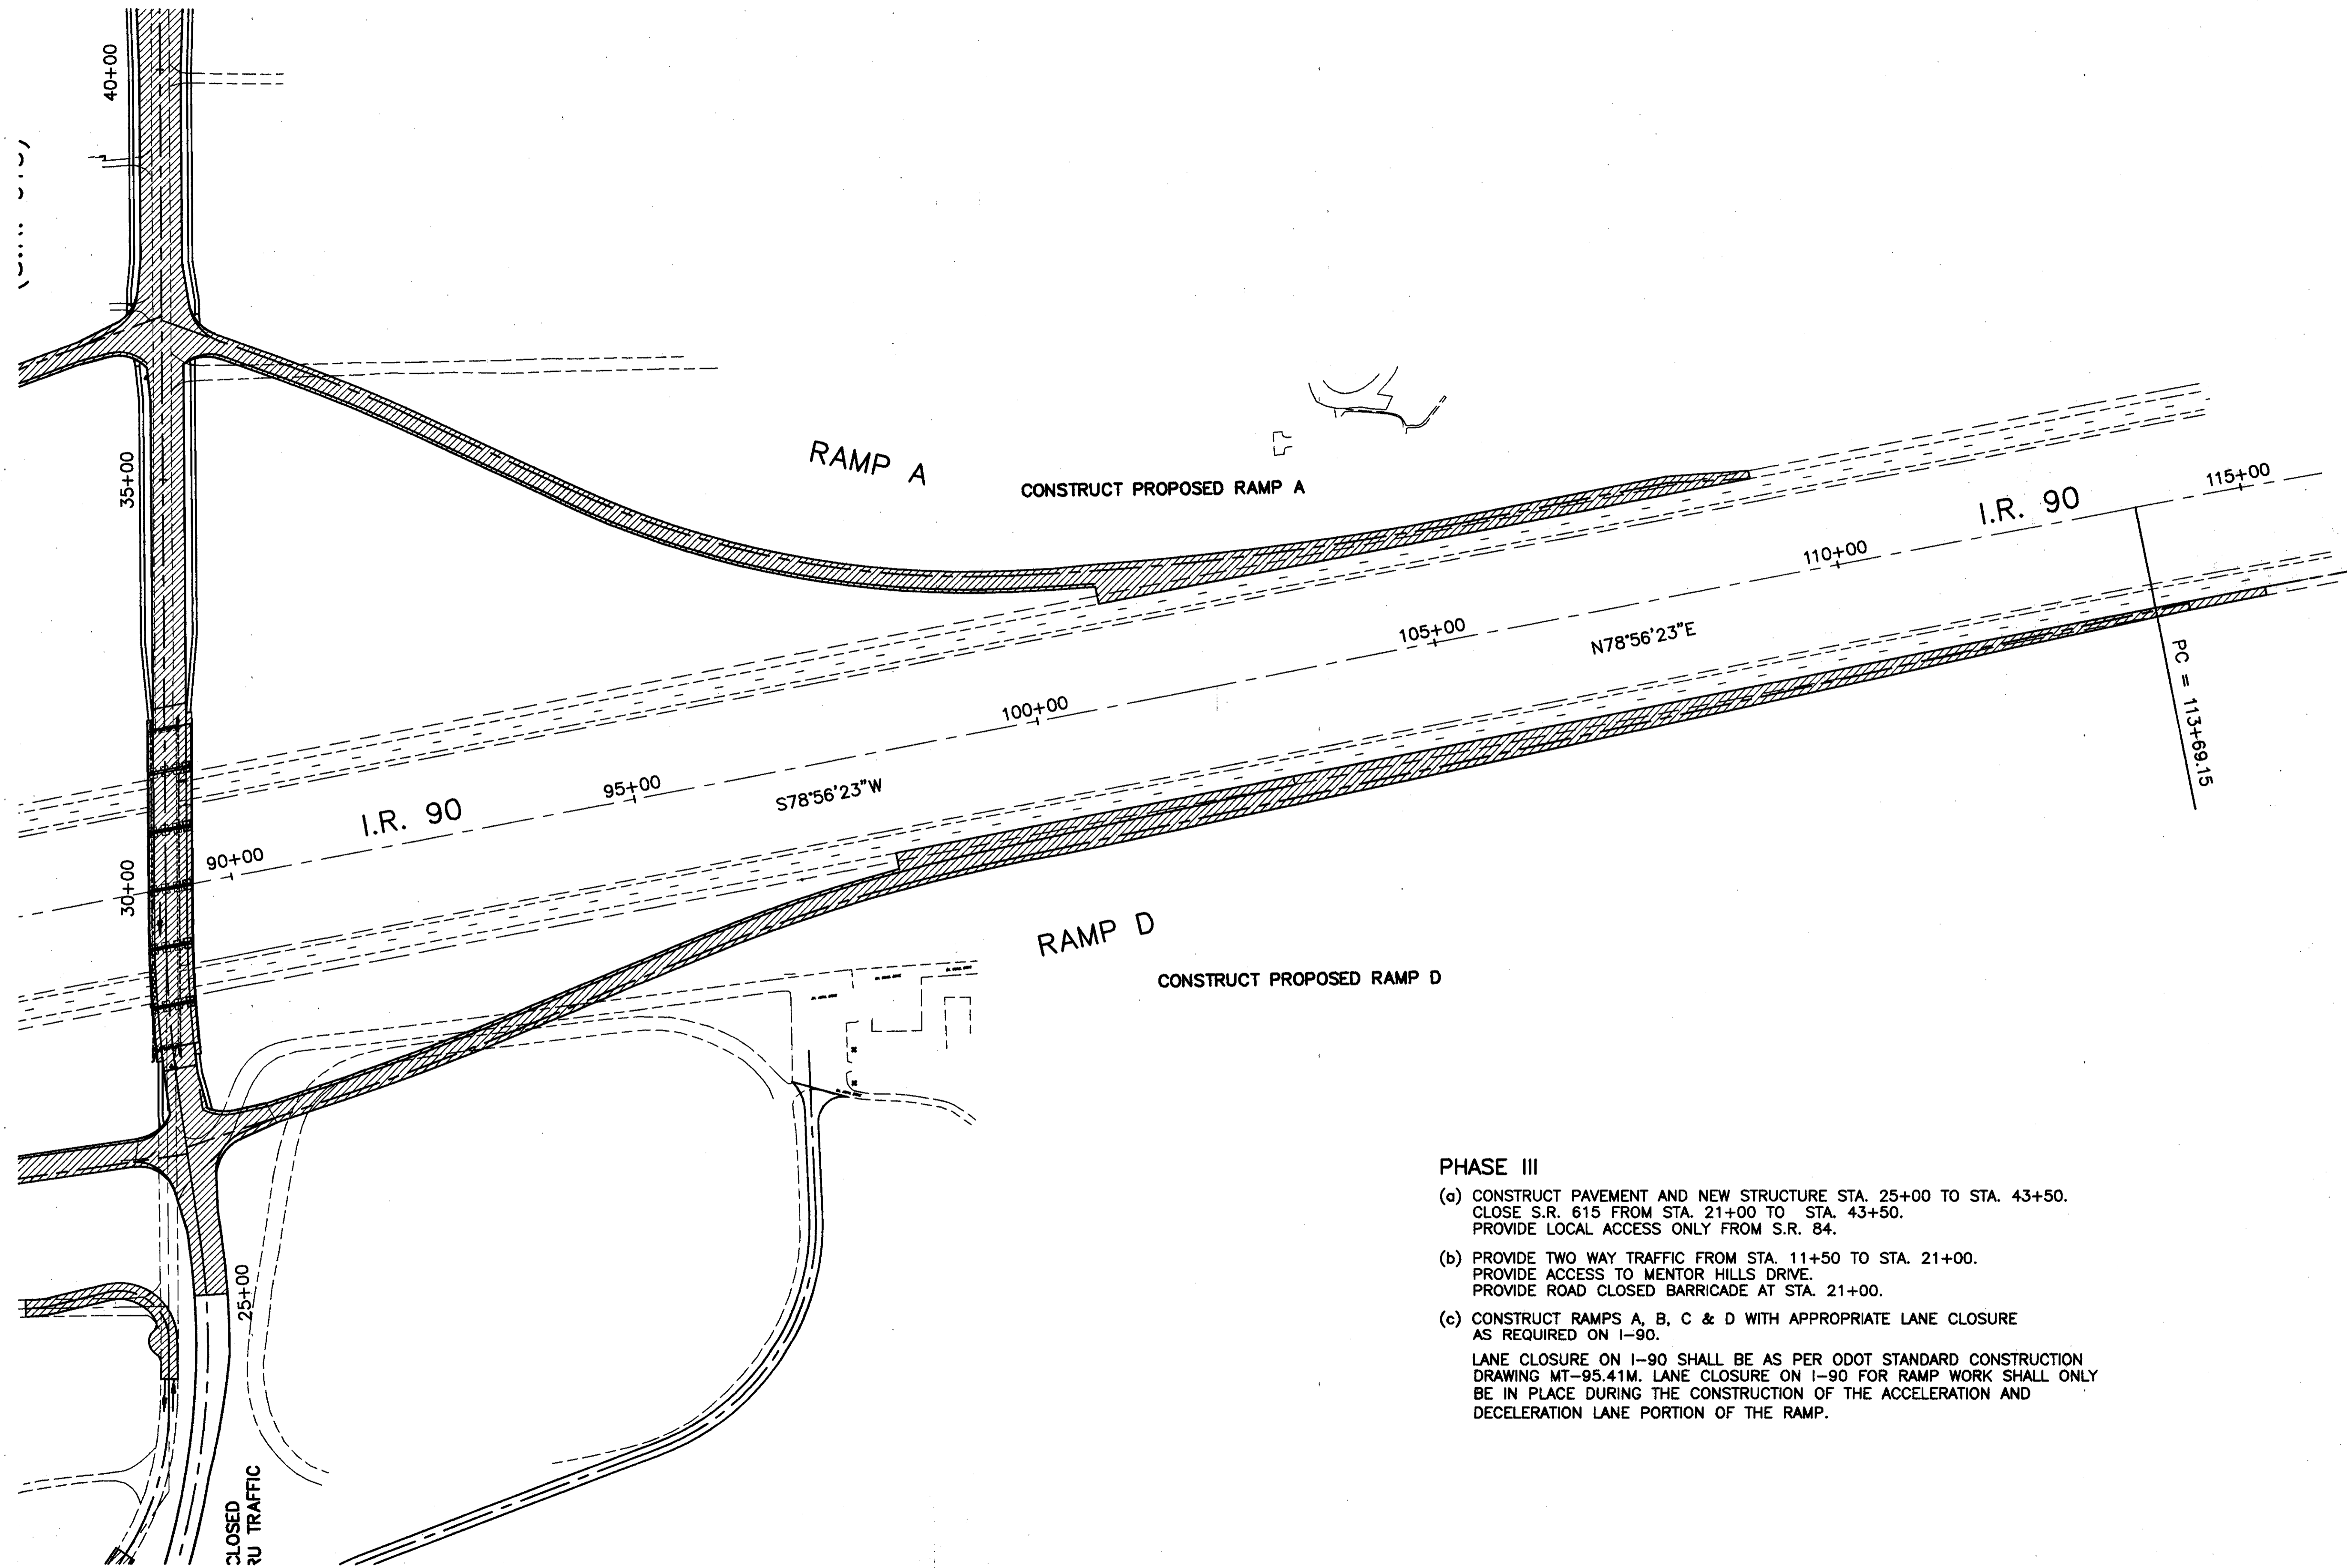 40+00
35+00
RAMP A
CONSTRUCT PROPOSED RAMP A
115+00
I.R. 90
110+00
105+00
N78°56'23"E
PC = 113+69.15
100+00
95+00
S78°56'23"W
I.R. 90
90+00
30+00
RAMP D
CONSTRUCT PROPOSED RAMP D
25+00
CLOSED
RU TRAFFIC
PHASE III
(a) CONSTRUCT PAVEMENT AND NEW STRUCTURE STA. 25+00 TO STA. 43+50.
CLOSE S.R. 615 FROM STA. 21+00 TO STA. 43+50.
PROVIDE LOCAL ACCESS ONLY FROM S.R. 84.
(b) PROVIDE TWO WAY TRAFFIC FROM STA. 11+50 TO STA. 21+00.
PROVIDE ACCESS TO MENTOR HILLS DRIVE.
PROVIDE ROAD CLOSED BARRICADE AT STA. 21+00.
(c) CONSTRUCT RAMPS A, B, C & D WITH APPROPRIATE LANE CLOSURE
AS REQUIRED ON I-90.
LANE CLOSURE ON I-90 SHALL BE AS PER ODOT STANDARD CONSTRUCTION
DRAWING MT-95.41M. LANE CLOSURE ON I-90 FOR RAMP WORK SHALL ONLY
BE IN PLACE DURING THE CONSTRUCTION OF THE ACCELERATION AND
DECELERATION LANE PORTION OF THE RAMP.